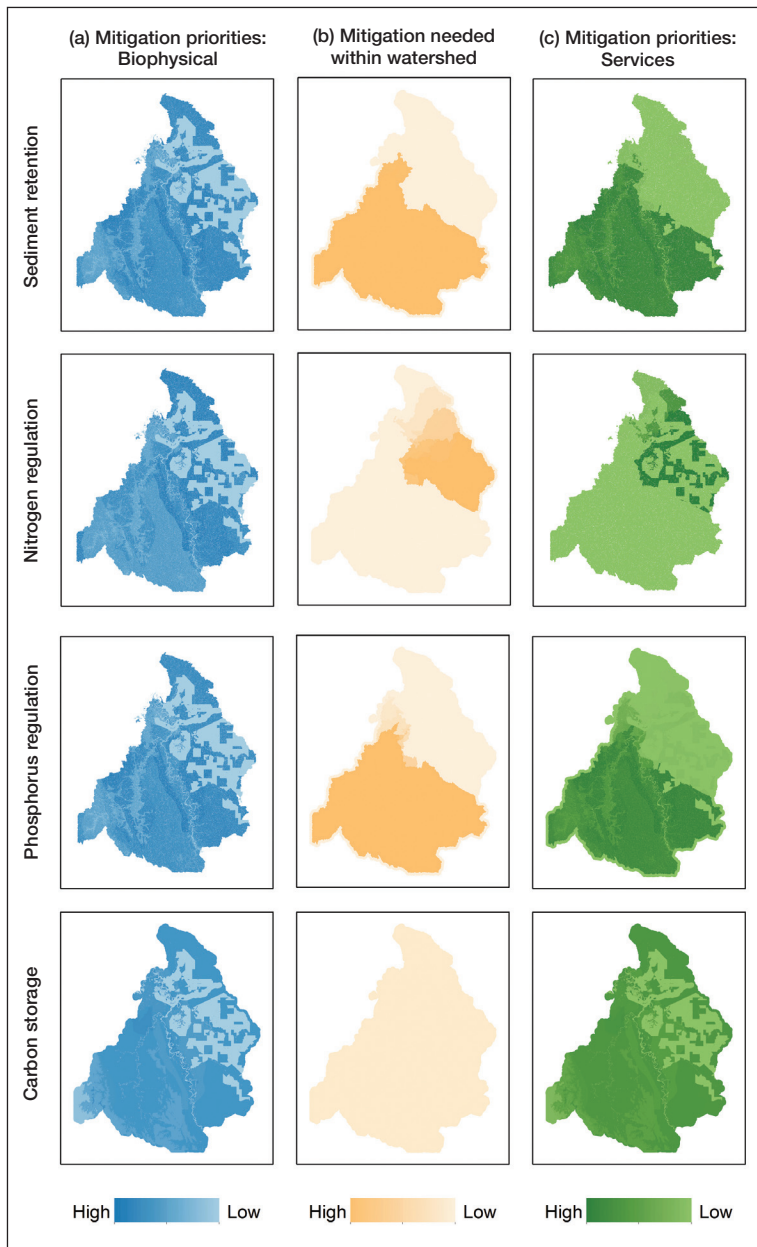 (a) Mitigation priorities:
Biophysical
(b) Mitigation needed
within watershed
(c) Mitigation priorities:
Services
Sediment retention
Nitrogen regulation
Phosphorus regulation
Carbon storage
High Low
High Low
High Low